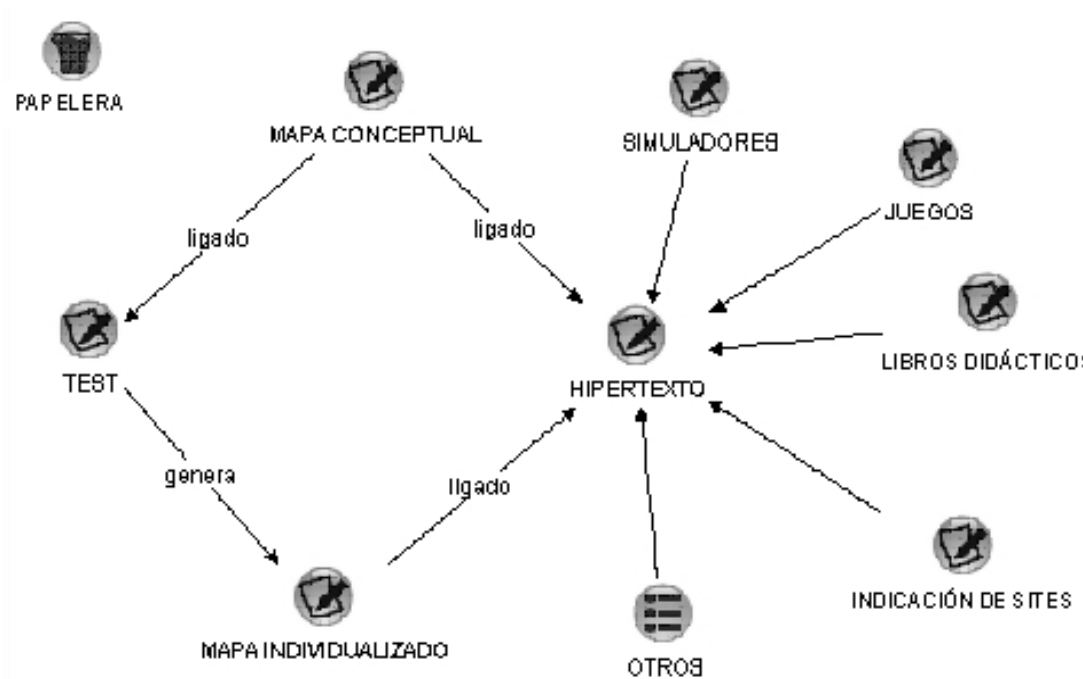 PAPELERA
MAPA CONCEPTUAL
SIMULADORES
JUEGOS
ligado
ligado
LIBROS DIDÁCTICOS
TEST
HIPERTEXTO
genera
ligado
INDICACIÓN DE SITES
MAPA INDIVIDUALIZADO
OTROS